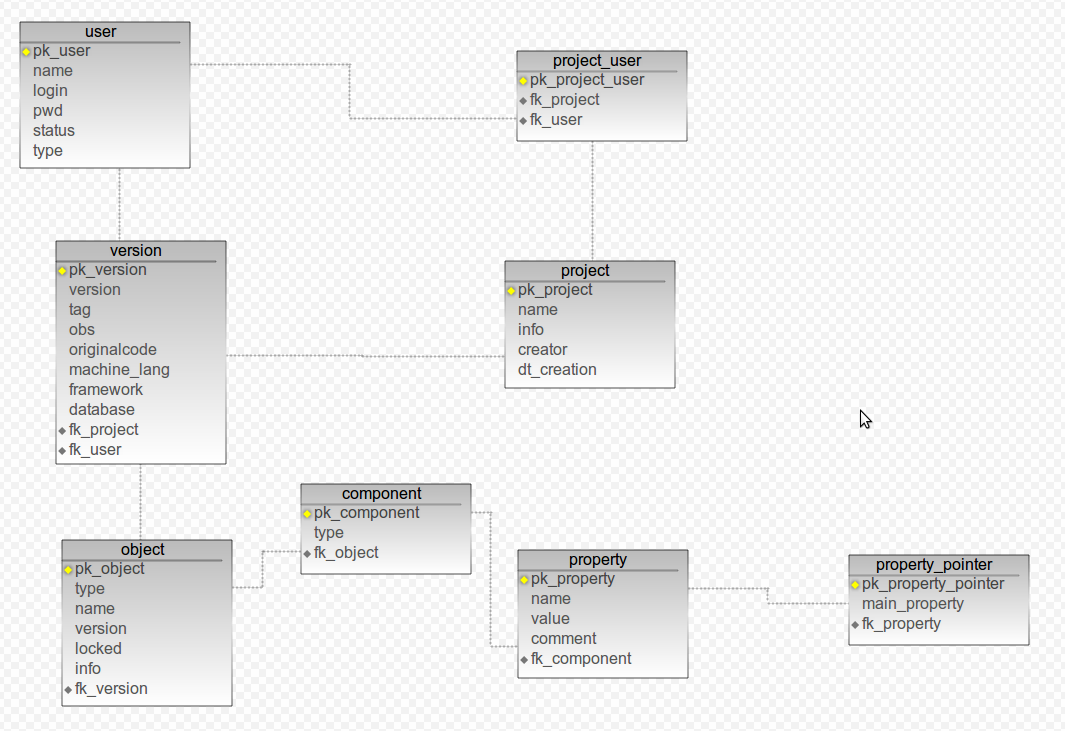 user
pk_user
name
login
pwd
status
type
project_user
pk_project_user
fk_project
fk_user
version
pk_version
version
tag
obs
originalcode
machine_lang
framework
database
fk_project
fk_user
project
pk_project
name
info
creator
dt_creation
component
pk_component
type
fk_object
object
pk_object
type
name
version
locked
info
fk_version
property
pk_property
name
value
comment
fk_component
property_pointer
pk_property_pointer
main_property
fk_property